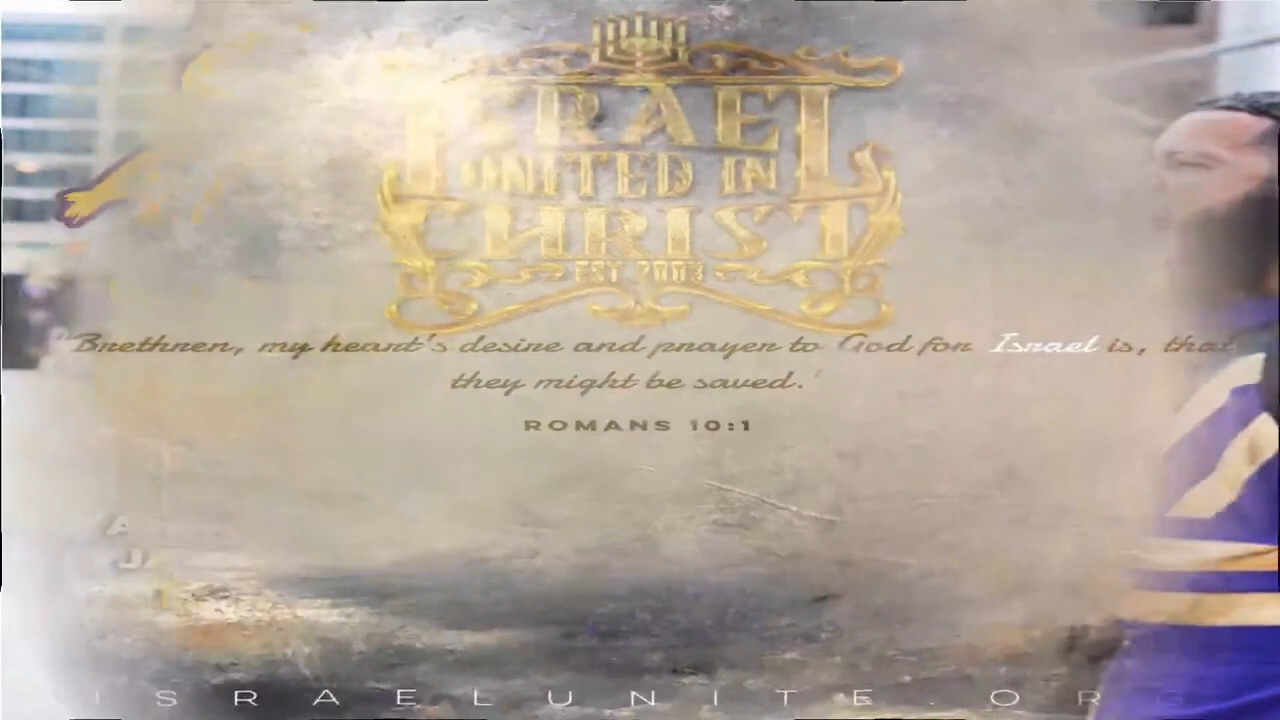 ISRAEL
UNITED IN
CHRIST
EST 2003
"Brethren, my heart's desire and prayer to God for Israel is, that
they might be saved.'
ROMANS 10:1
ISRAELUNITE.ORG